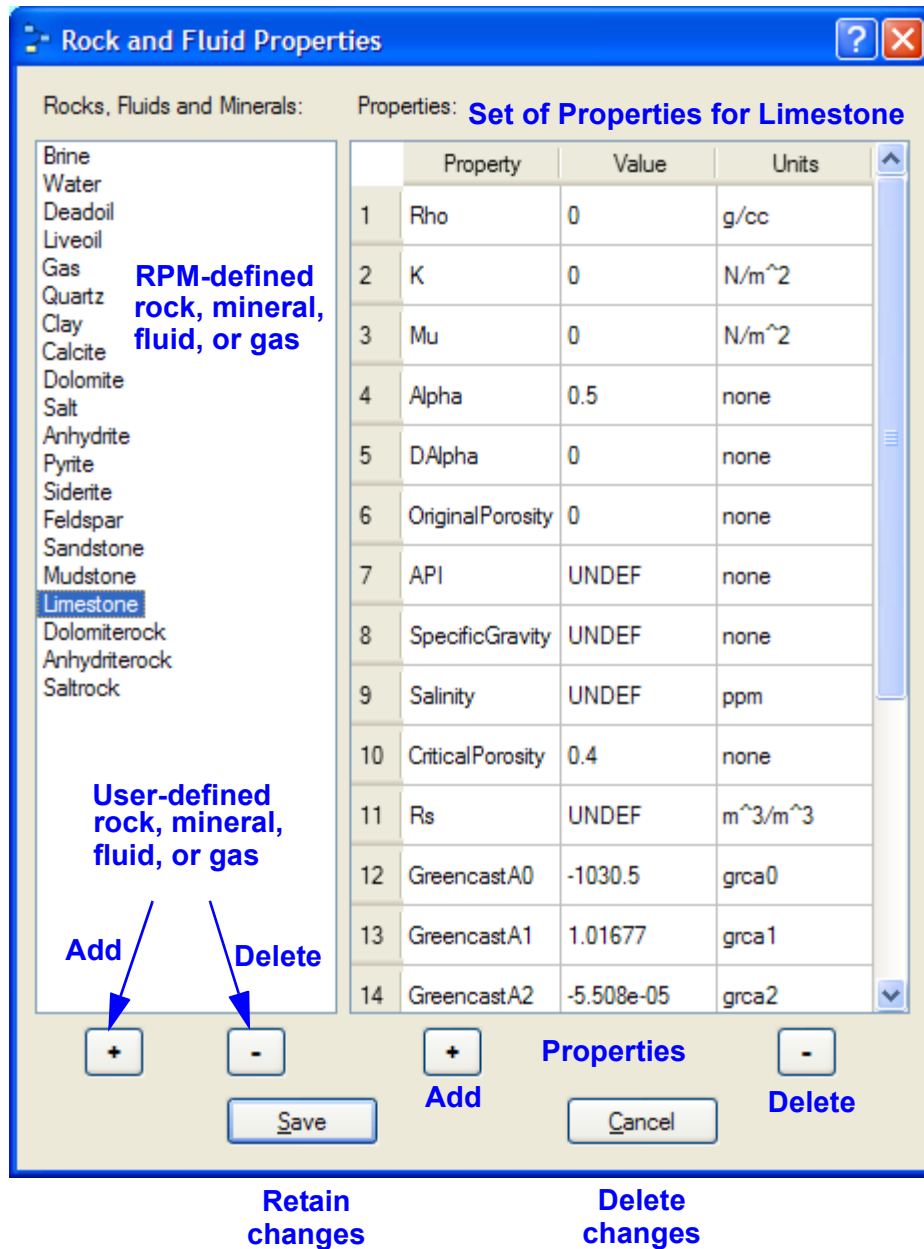 Rock and Fluid Properties
?
Rocks, Fluids and Minerals:
Properties:
Set of Properties for Limestone
Brine
Water
Deadoil
Liveoil
Gas
Quartz
Clay
Calcite
Dolomite
Salt
Anhydrite
Pyrite
Siderite
Feldspar
Sandstone
Mudstone
Limestone
Dolomiterock
Anhydriterock
Saltrock
RPM-defined
rock, mineral,
fluid, or gas
User-defined
rock, mineral,
fluid, or gas
Add
Delete
Property Value Units
1 Rho 0 g/cc
2 K 0 N/m^2
3 Mu 0 N/m^2
4 Alpha 0.5 none
5 DAlpha 0 none
6 OriginalPorosity 0 none
7 API UNDEF none
8 SpecificGravity UNDEF none
9 Salinity UNDEF ppm
10 CriticalPorosity 0.4 none
11 Rs UNDEF m^3/m^3
12 GreencastA0 -1030.5 grca0
13 GreencastA1 1.01677 grca1
14 GreencastA2 -5.508e-05 grca2
+ - + Properties -
Add
Delete
Save Cancel
Retain
changes
Delete
changes